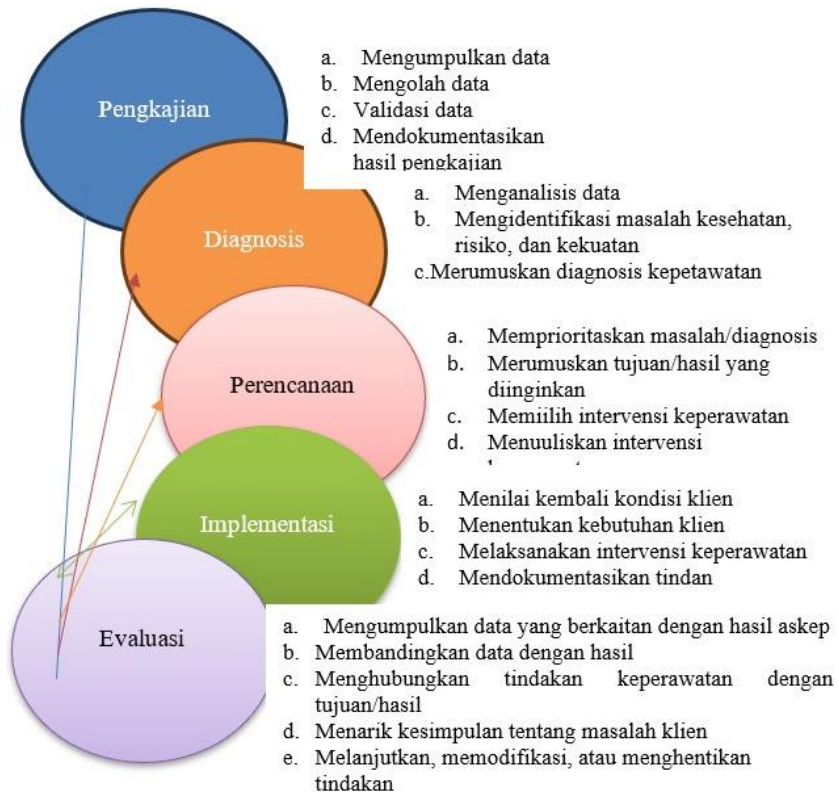 Pengkajian
a. Mengumpulkan data
b. Mengolah data
c. Validasi data
d. Mendokumentasikan
hasil pengkajian
Diagnosis
a. Menganalisis data
b. Mengidentifikasi masalah kesehatan,
risiko, dan kekuatan
c.Merumuskan diagnosis kepetawatan
Perencanaan
a. Memprioritaskan masalah/diagnosis
b. Merumuskan tujuan/hasil yang
diinginkan
c. Memiilih intervensi keperawatan
d. Menuuliskan intervensi
Implementasi
a. Menilai kembali kondisi klien
b. Menentukan kebutuhan klien
c. Melaksanakan intervensi keperawatan
d. Mendokumentasikan tindan
Evaluasi
a. Mengumpulkan data yang berkaitan dengan hasil askep
b. Membandingkan data dengan hasil
c. Menghubungkan tindakan keperawatan dengan
tujuan/hasil
d. Menarik kesimpulan tentang masalah klien
e. Melanjutkan, memodifikasi, atau menghentikan
tindakan